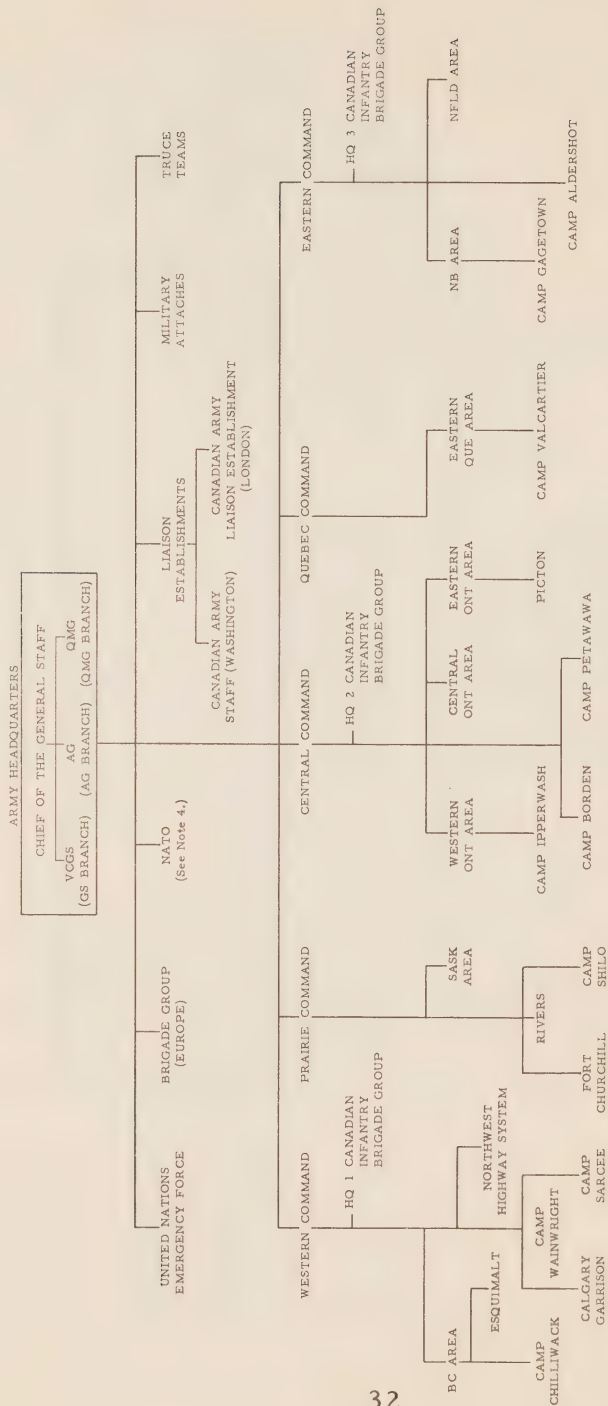 ARMY HEADQUARTERS
CHIEF OF THE GENERAL STAFF
VCGS
AG
QMG
(GS BRANCH)
(AG BRANCH)
(QMG BRANCH)
UNITED NATIONS
EMERGENCY FORCE
BRIGADE GROUP
(EUROPE)
NATO
(See Note 4.)
LIAISON
ESTABLISHMENTS
MILITARY
ATTACHES
TRUCE
TEAMS
CANADIAN ARMY
STAFF (WASHINGTON)
CANADIAN ARMY
LIAISON ESTABLISHMENT
(LONDON)
WESTERN COMMAND
PRAIRIE COMMAND
CENTRAL COMMAND
QUEBEC COMMAND
EASTERN COMMAND
HQ 1 CANADIAN
INFANTRY
BRIGADE GROUP
HQ 2 CANADIAN
INFANTRY
BRIGADE GROUP
HQ 3 CANADIAN
INFANTRY
BRIGADE GROUP
BC AREA
ESQUIMALT
CAMP
CHILLIWACK
NORTHWEST
HIGHWAY SYSTEM
CALGARY
GARRISON
CAMP
WAINWRIGHT
CAMP
SARCEE
SASK
AREA
FORT
CHURCHILL
RIVERS
CAMP
SHILO
WESTERN
ONT AREA
CENTRAL
ONT AREA
EASTERN
ONT AREA
CAMP IPPERWASH
PICTON
CAMP BORDEN
CAMP PETAWAWA
EASTERN
QUE AREA
CAMP VALCARTIER
NB AREA
NFLD AREA
CAMP GAGETOWN
CAMP ALDERSHOT
32